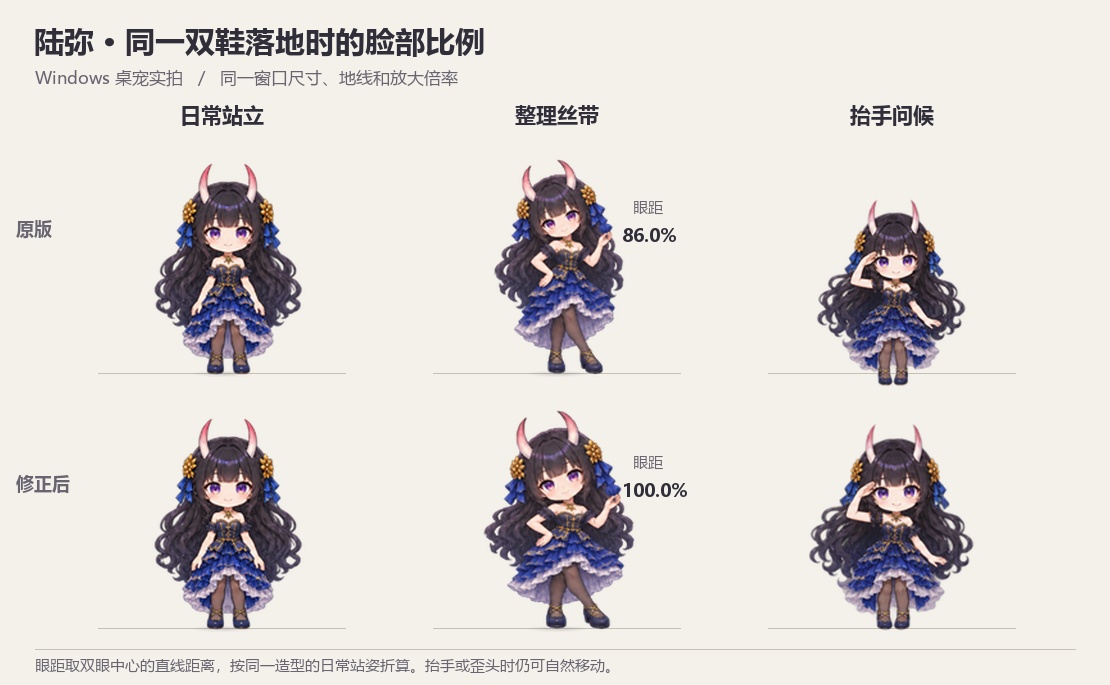 陆弥·同一双鞋落地时的脸部比例
Windows 桌宠实拍 / 同一窗口尺寸、地线和放大倍率
日常站立 整理丝带 抬手问候
原版
眼距
86.0%
修正后
眼距
100.0%
眼距取双眼中心的直线距离，按同一造型的日常站姿折算。抬手或歪头时仍可自然移动。